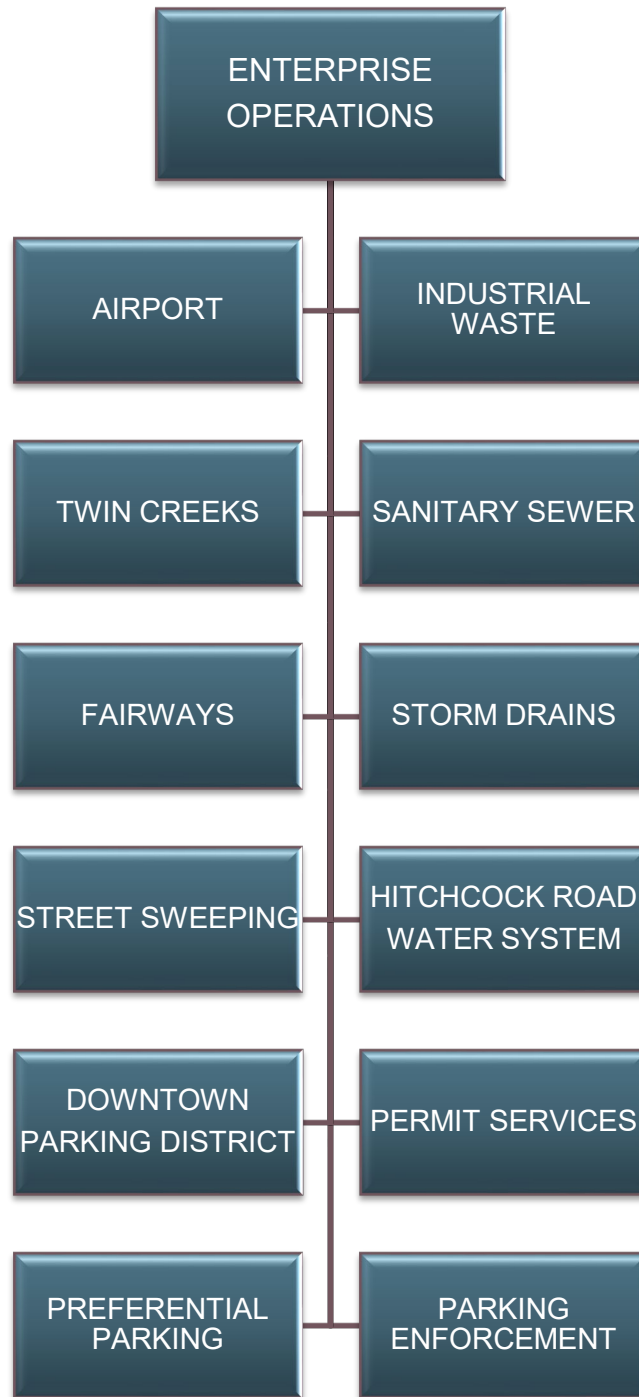 ENTERPRISE
OPERATIONS
AIRPORT
INDUSTRIAL
WASTE
TWIN CREEKS
SANITARY SEWER
FAIRWAYS
STORM DRAINS
STREET SWEEPING
HITCHCOCK ROAD
WATER SYSTEM
DOWNTOWN
PARKING DISTRICT
PERMIT SERVICES
PREFERENTIAL
PARKING
PARKING
ENFORCEMENT